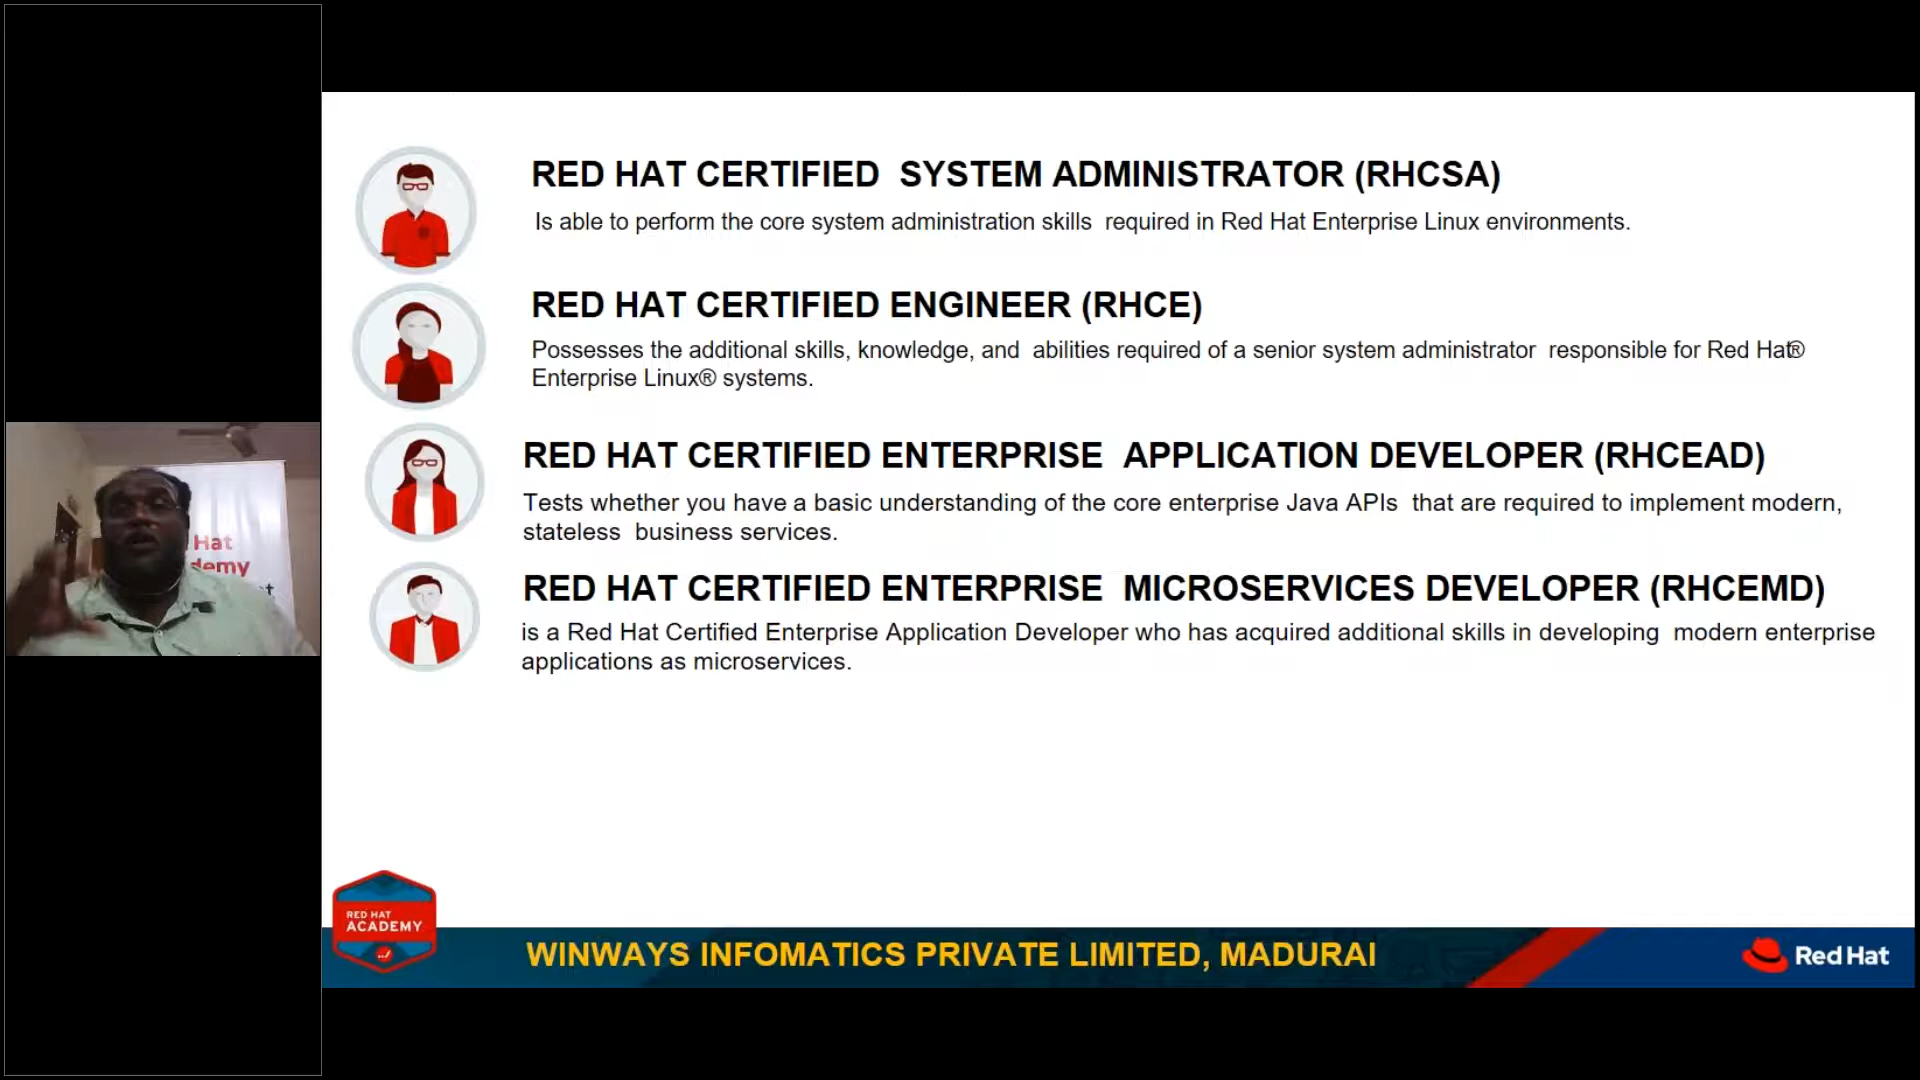 RED HAT CERTIFIED SYSTEM ADMINISTRATOR (RHCSA)
Is able to perform the core system administration skills required in Red Hat Enterprise Linux environments.
RED HAT CERTIFIED ENGINEER (RHCE)
Possesses the additional skills, knowledge, and abilities required of a senior system administrator responsible for Red Hat®
Enterprise Linux® systems.
RED HAT CERTIFIED ENTERPRISE APPLICATION DEVELOPER (RHCEAD)
Tests whether you have a basic understanding of the core enterprise Java APIs that are required to implement modern,
stateless business services.
RED HAT CERTIFIED ENTERPRISE MICROSERVICES DEVELOPER (RHCEMD)
is a Red Hat Certified Enterprise Application Developer who has acquired additional skills in developing modern enterprise
applications as microservices.
Hat
demy
RED HAT
ACADEMY
WINWAYS INFOMATICS PRIVATE LIMITED, MADURAI
Red Hat